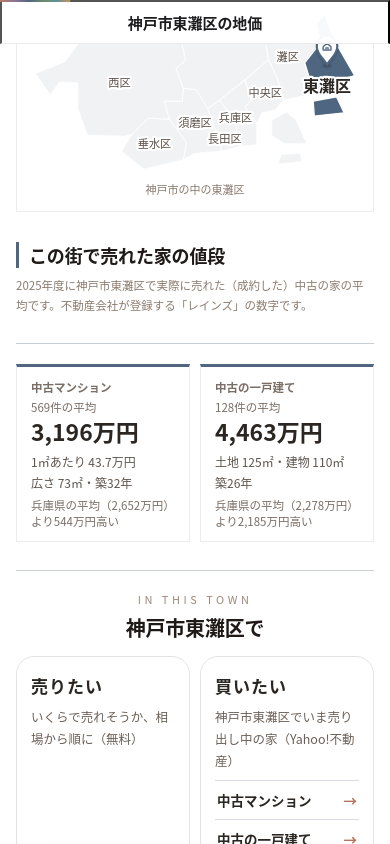 神戸市東灘区の地価
灘区
西区
東灘区
中央区
須磨区
兵庫区
長田区
垂水区
神戸市の中の東灘区
この街で売れた家の値段
2025年度に神戸市東灘区で実際に売れた（成約した）中古の家の平
均です。不動産会社が登録する「レインズ」の数字です。
中古マンション
569件の平均
3,196万円
1㎡あたり 43.7万円
広さ 73㎡・築32年
兵庫県の平均（2,652万円）
より544万円高い
中古の一戸建て
128件の平均
4,463万円
土地 125㎡・建物 110㎡
築26年
兵庫県の平均（2,278万円）
より2,185万円高い
IN THIS TOWN
神戸市東灘区で
売りたい
いくらで売れそうか、相
場から順に（無料）
買いたい
神戸市東灘区でいま売り
出し中の家（Yahoo!不動
産）
中古マンション →
中古の一戸建て →